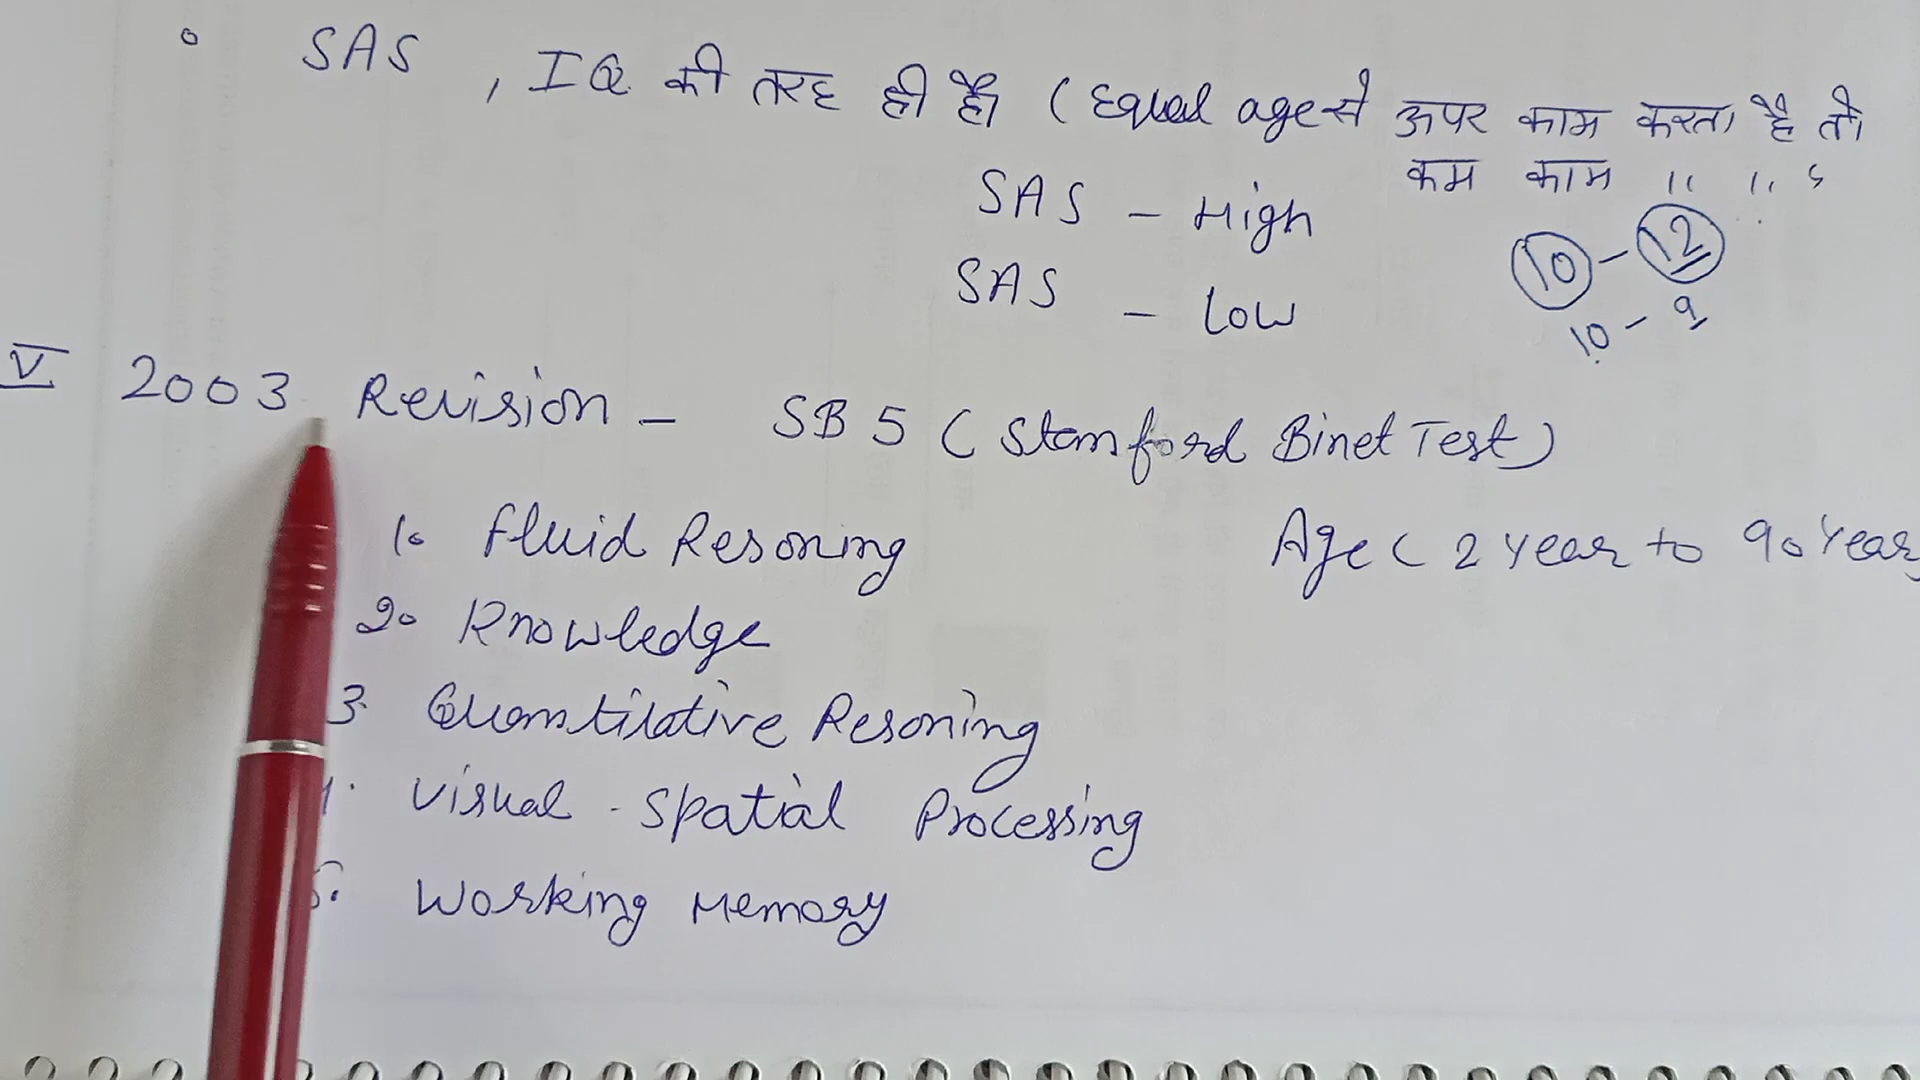 SAS , IQ की तरह ही है। (Equal age से ऊपर काम करता है तो
कम काम " " ,
SAS - High
SAS - Low
10 - 12
10 - 9
V 2003 Revision - SB 5 ( Stanford Binet Test )
1. Fluid Resoning
Age ( 2 year to 90 Year)
2. Knowledge
3. Quantitative Resoning
4. Visual - Spatial Processing
5. Working Memory